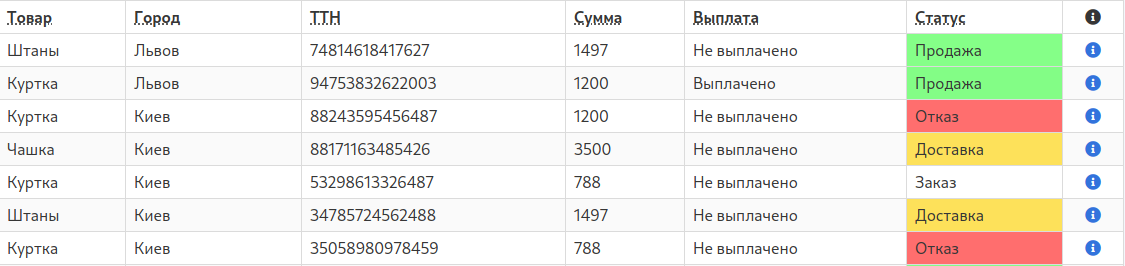 Товар Город ТТН Сумма Выплата Статус
Штаны Львов 74814618417627 1497 Не выплачено Продажа
Куртка Львов 94753832622003 1200 Выплачено Продажа
Куртка Киев 88243595456487 1200 Не выплачено Отказ
Чашка Киев 88171163485426 3500 Не выплачено Доставка
Куртка Киев 53298613326487 788 Не выплачено Заказ
Штаны Киев 34785724562488 1497 Не выплачено Доставка
Куртка Киев 35058980978459 788 Не выплачено Отказ